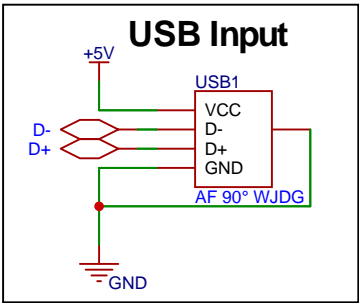 USB Input
+5V
USB1
VCC
D-
D-
D+
D+
GND
AF 90° WJDG
GND